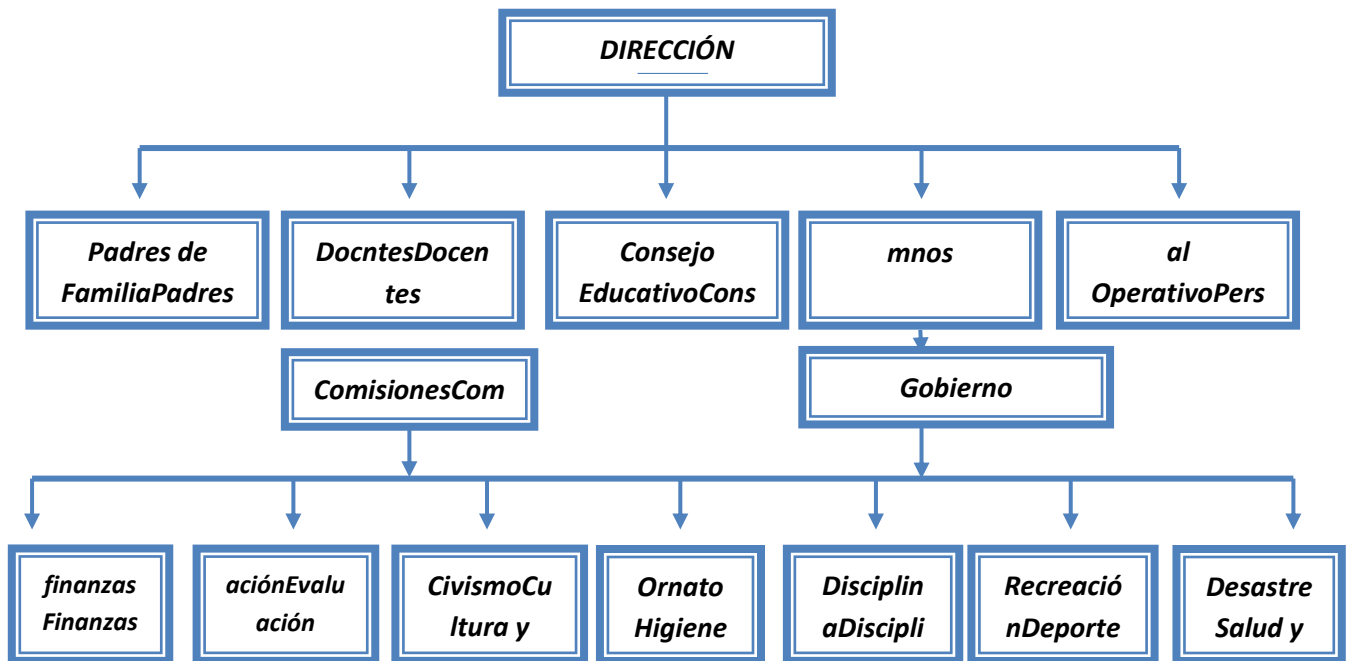 DIRECCIÓN
Padres de
FamiliaPadres
DocntesDocen
tes
Consejo
EducativoCons
mnos
al
OperativoPers
ComisionesCom
Gobierno
finanzas
Finanzas
aciónEvalu
ación
CivismoCu
ltura y
Ornato
Higiene
Disciplin
aDiscipli
Recreació
nDeporte
Desastre
Salud y